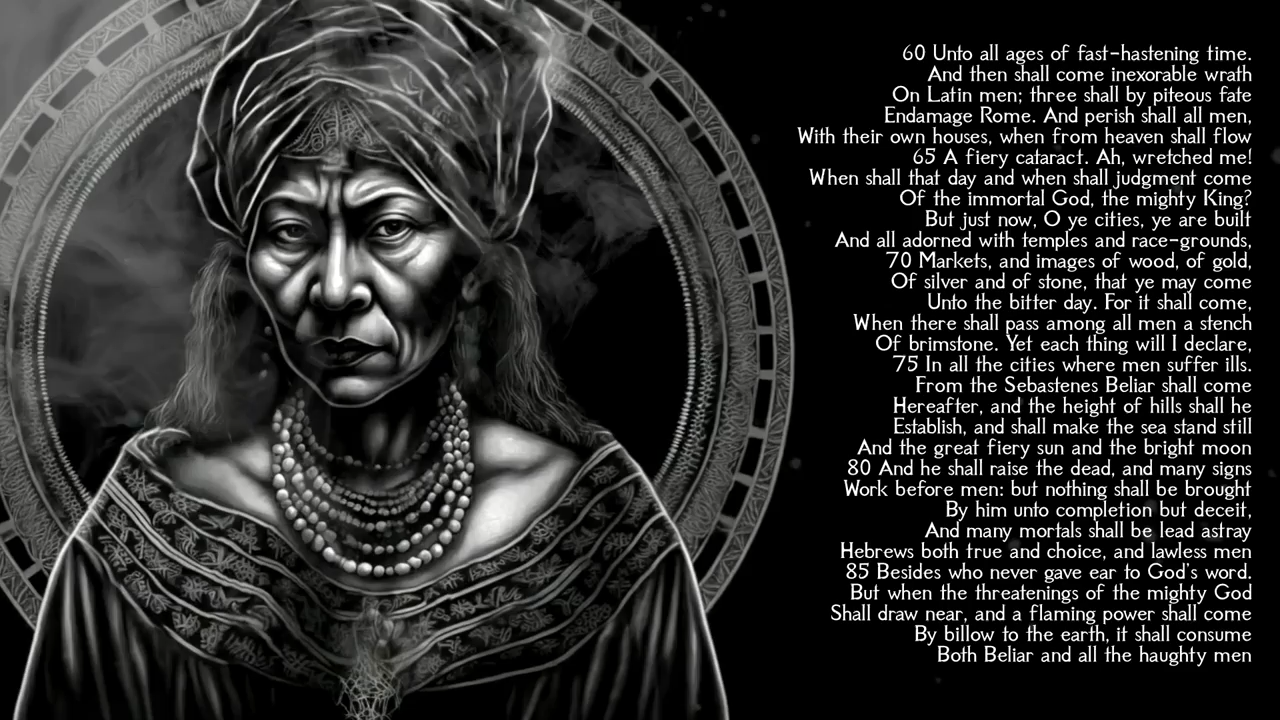 60 Unto all ages of fast-hastening time.
And then shall come inexorable wrath
On Latin men; three shall by piteous fate
Endamage Rome. And perish shall all men,
With their own houses, when from heaven shall flow
65 A fiery cataract. Ah, wretched me!
When shall that day and when shall judgment come
Of the immortal God, the mighty King?
But just now, O ye cities, ye are built
And all adorned with temples and race-grounds,
70 Markets, and images of wood, of gold,
Of silver and of stone, that ye may come
Unto the bitter day. For it shall come,
When there shall pass among all men a stench
Of brimstone. Yet each thing will I declare,
75 In all the cities where men suffer ills.
From the Sebastenes Beliar shall come
Hereafter, and the height of hills shall he
Establish, and shall make the sea stand still
And the great fiery sun and the bright moon
80 And he shall raise the dead, and many signs
Work before men: but nothing shall be brought
By him unto completion but deceit,
And many mortals shall be lead astray
Hebrews both true and choice, and lawless men
85 Besides who never gave ear to God's word.
But when the threatenings of the mighty God
Shall draw near, and a flaming power shall come
By billow to the earth, it shall consume
Both Beliar and all the haughty men